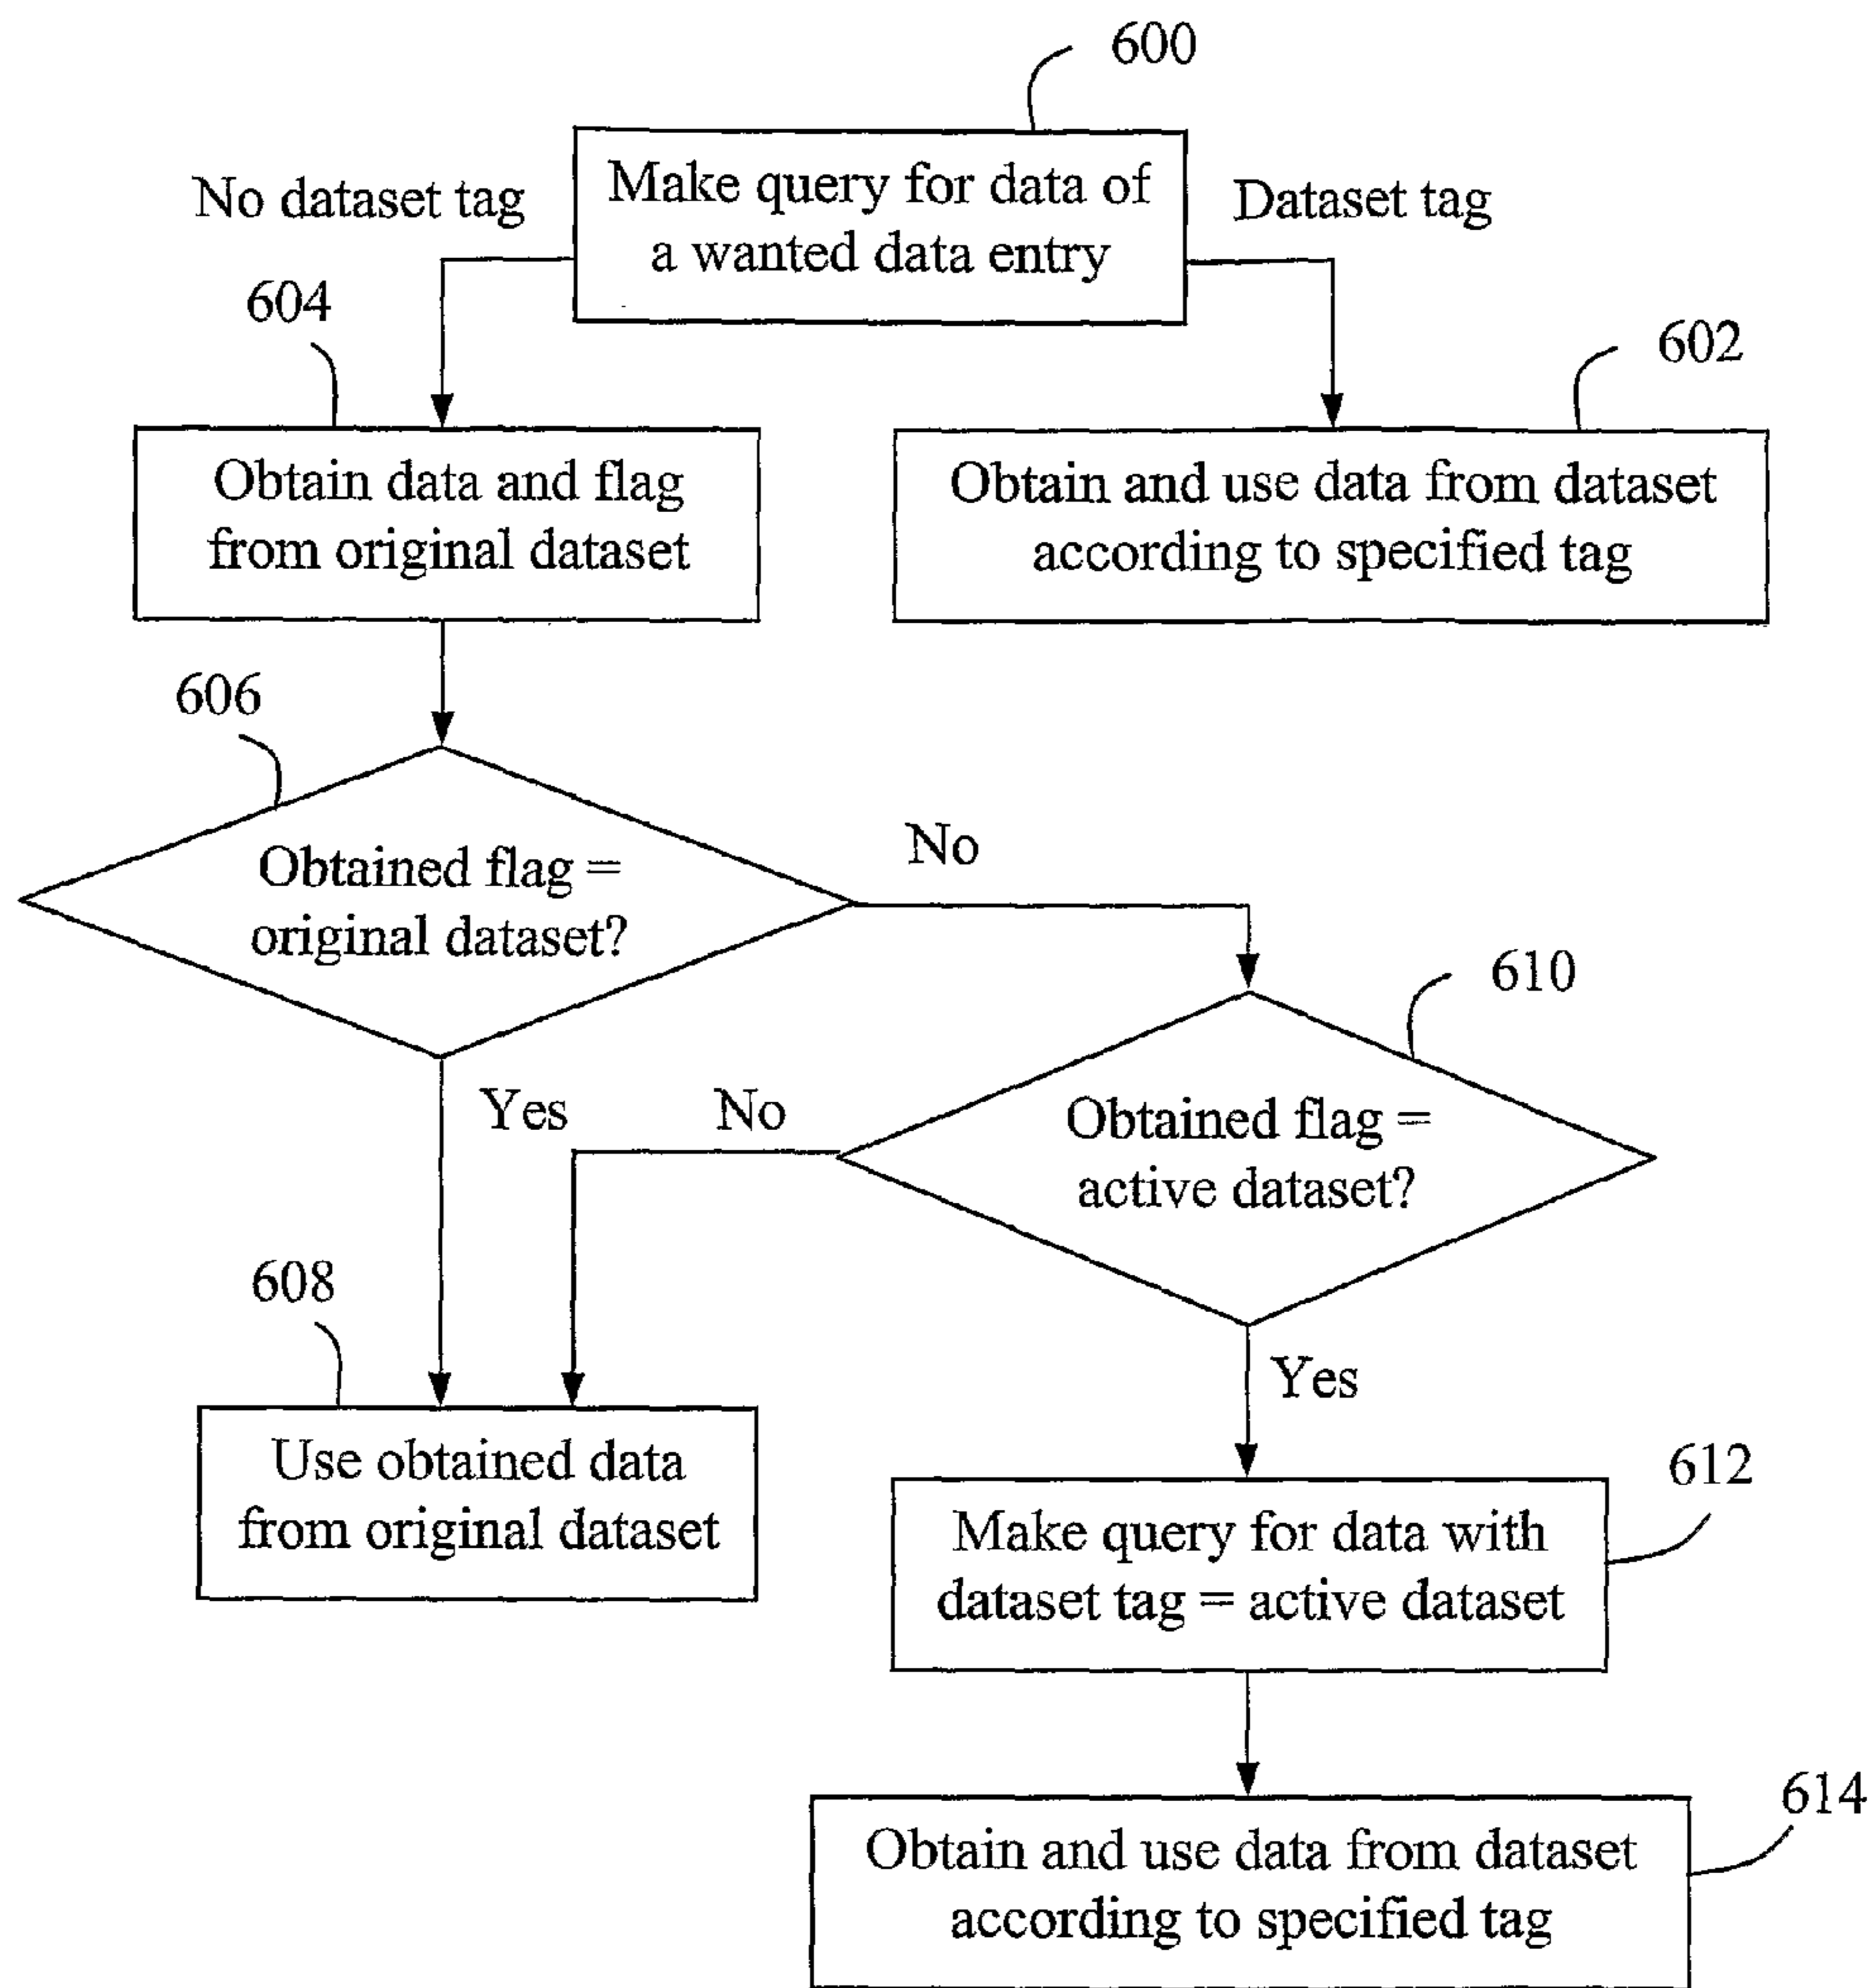 600
Make query for data of
a wanted data entry
No dataset tag
Dataset tag
604
602
Obtain data and flag
from original dataset
Obtain and use data from dataset
according to specified tag
606
Obtained flag =
original dataset?
No
610
Obtained flag =
active dataset?
Yes
No
608
Use obtained data
from original dataset
Yes
612
Make query for data with
dataset tag = active dataset
614
Obtain and use data from dataset
according to specified tag